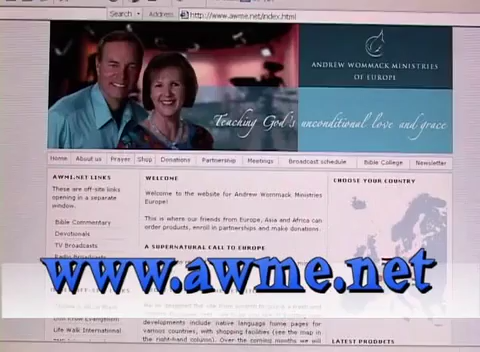 Search Address http://www.awme.net/index.html
ANDREW WOMMACK MINISTRIES
OF EUROPE
Teaching God's unconditional love and grace
Home About us Prayer Shop Donations Partnership Meetings Broadcast schedule Bible College Newsletter
AWME.NET LINKS
These are off-site links
opening in a separate
window.
Bible Commentary
Devotionals
TV Broadcasts
Radio Broadcasts
WELCOME
Welcome to the website for Andrew Wommack Ministries
Europe!
This is where our friends from Europe, Asia and Africa can
order products, enroll in partnerships and make donations.
A SUPERNATURAL CALL TO EUROPE
CHOOSE YOUR COUNTRY
www.awme.net
Life Walk International
developments include native language home pages for
various countries, with shopping facilities (see the map in
the right-hand column). Over the coming months we will
LATEST PRODUCTS